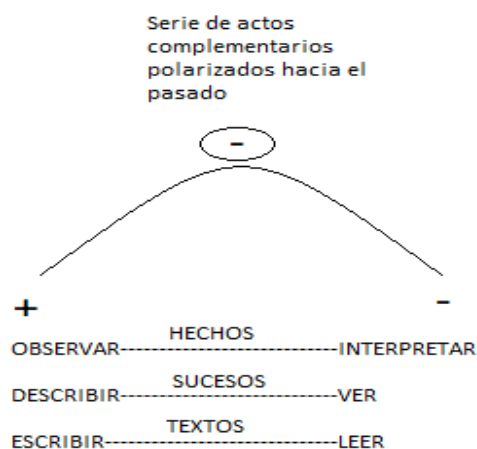 Serie de actos
complementarios
polarizados hacia el
pasado
-
+ -
HECHOS
OBSERVAR-----------------------------INTERPRETAR
SUCESOS
DESCRIBIR-----------------------------VER
TEXTOS
ESCRIBIR-------------------------------LEER